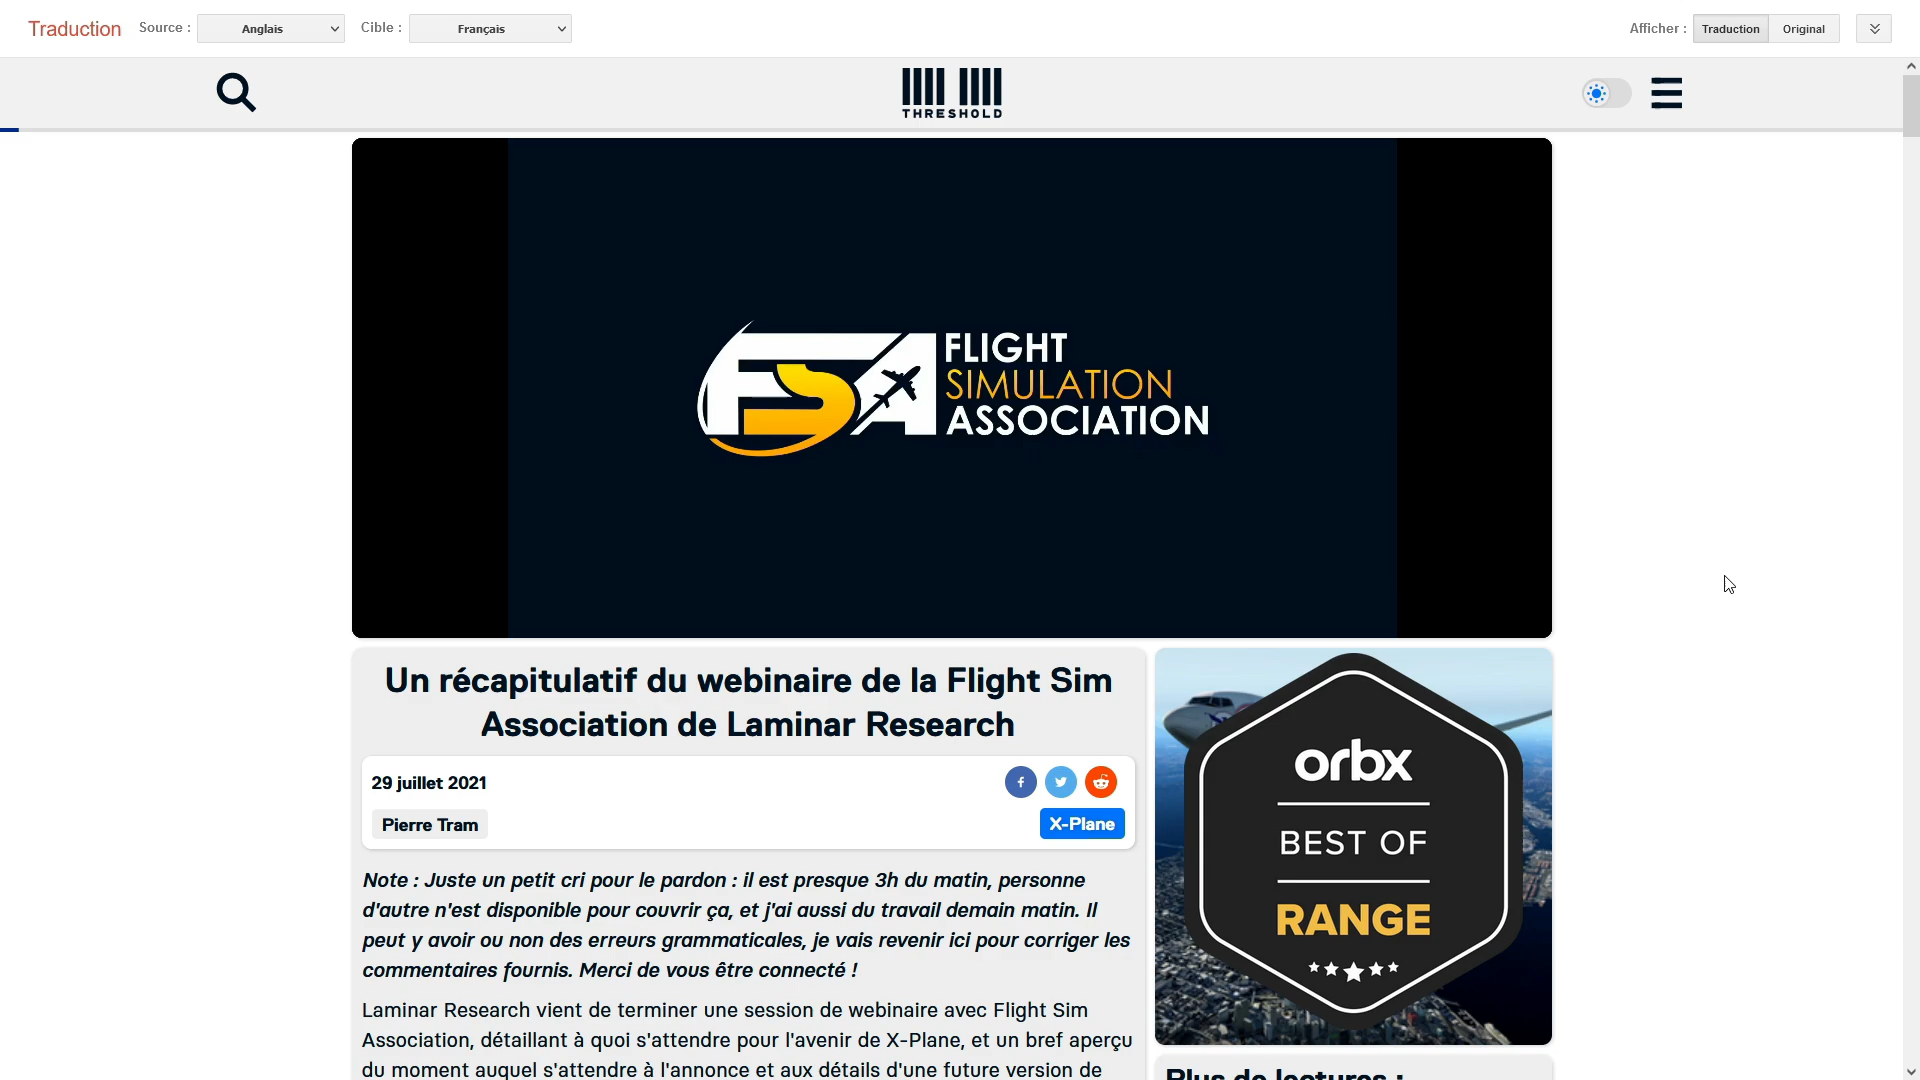 Traduction Source : Anglais Cible : Français Afficher : Traduction Original
THRESHOLD
FSA FLIGHT
SIMULATION
ASSOCIATION
Un récapitulatif du webinaire de la Flight Sim
Association de Laminar Research
29 juillet 2021
Pierre Tram X-Plane
Note : Juste un petit cri pour le pardon : il est presque 3h du matin, personne
d'autre n'est disponible pour couvrir ça, et j'ai aussi du travail demain matin. Il
peut y avoir ou non des erreurs grammaticales, je vais revenir ici pour corriger les
commentaires fournis. Merci de vous être connecté !
Laminar Research vient de terminer une session de webinaire avec Flight Sim
Association, détaillant à quoi s'attendre pour l'avenir de X-Plane, et un bref aperçu
du moment auquel s'attendre à l'annonce et aux détails d'une future version de
orbx
BEST OF
RANGE
Plus de lectures :